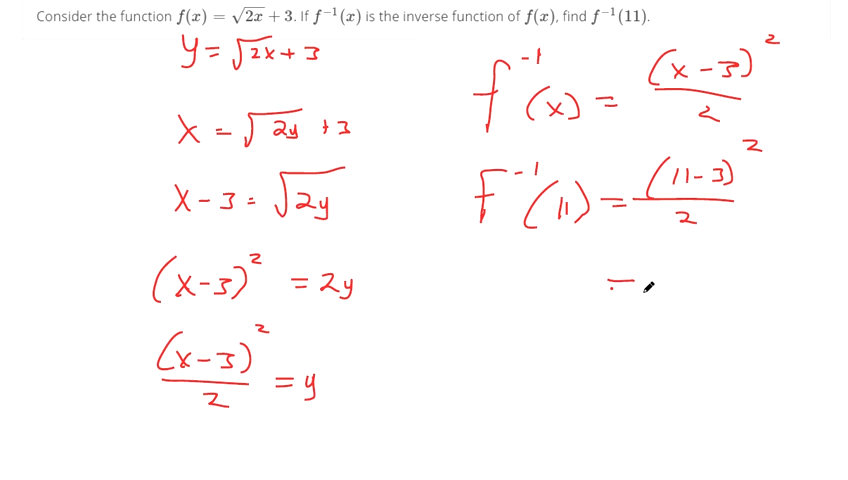 Consider the function f(x) = √2x + 3. If f⁻¹(x) is the inverse function of f(x), find f⁻¹(11).
y = √2x + 3
x = √2y + 3
x - 3 = √2y
(x-3)² = 2y
(x-3)²/2 = y
f⁻¹(x) = (x-3)²/2
F⁻¹(11) = (11-3)²/2
=